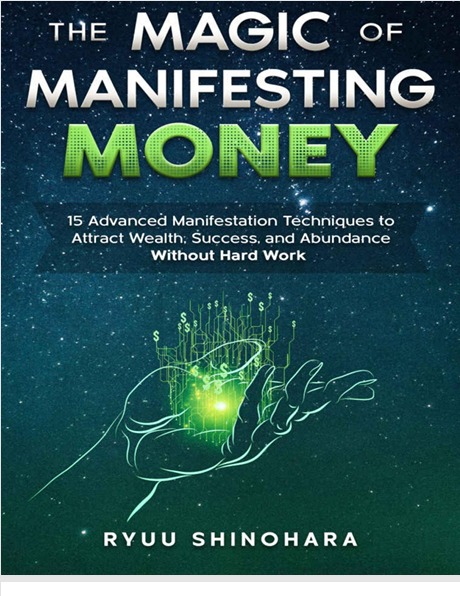 THE MAGIC OF
MANIFESTING
MONEY
15 Advanced Manifestation Techniques to
Attract Wealth, Success, and Abundance
Without Hard Work
RYUU SHINOHARA